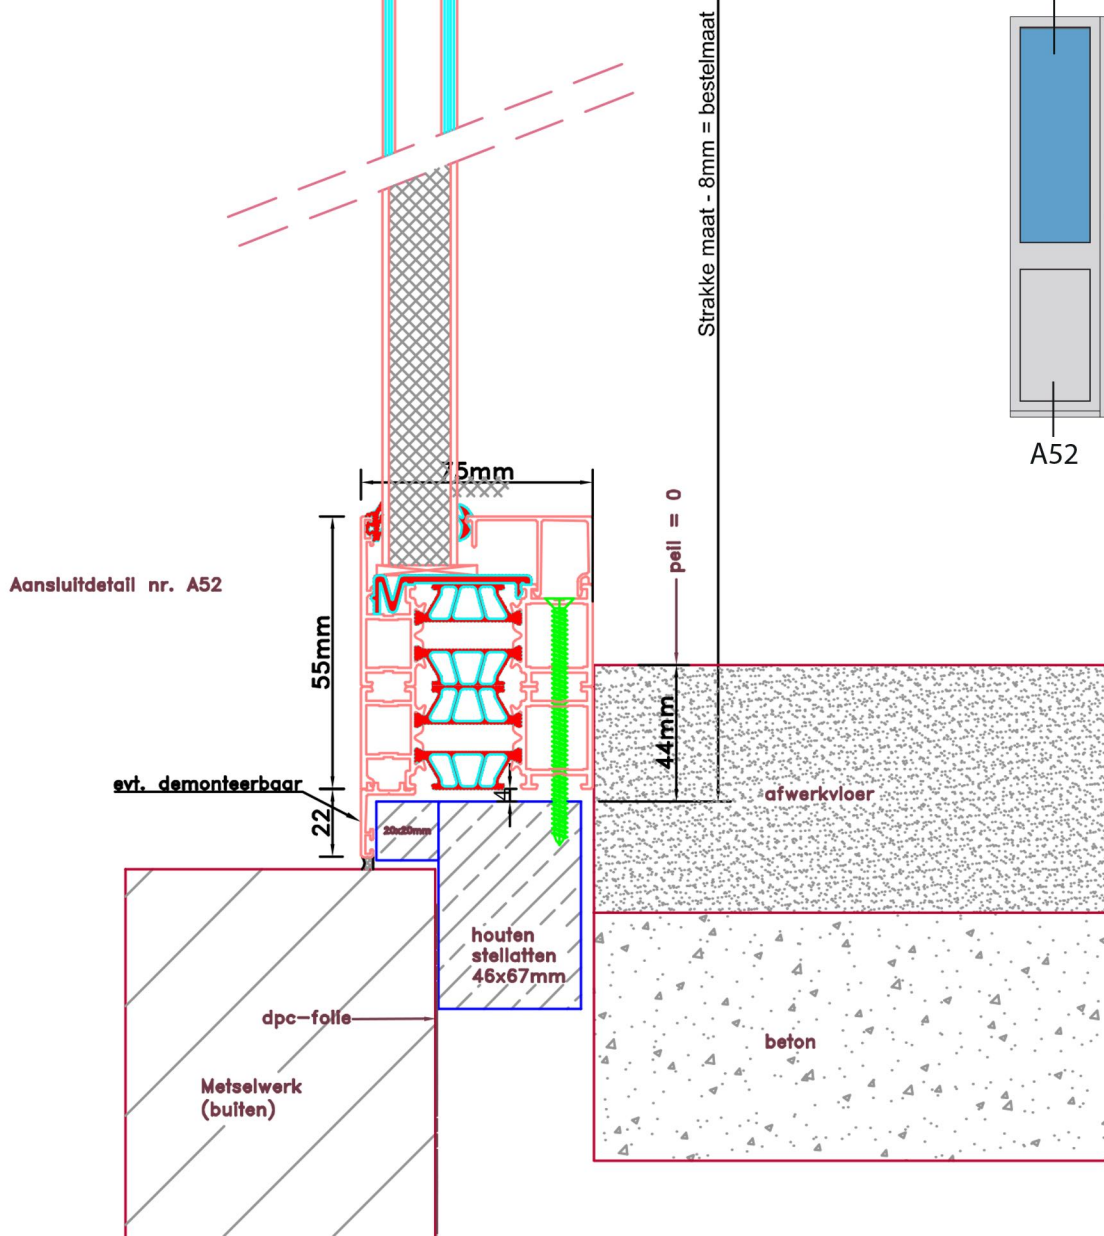 Strakke maat - 8mm = bestelmaat
A52
75mm
peil = 0
Aansluitdetail nr. A52
55mm
44mm
evt. demonteerbaar
4
afwerkvloer
22
20x20mm
houten
stellatten
46x67mm
dpc-folie
beton
Metselwerk
(buiten)